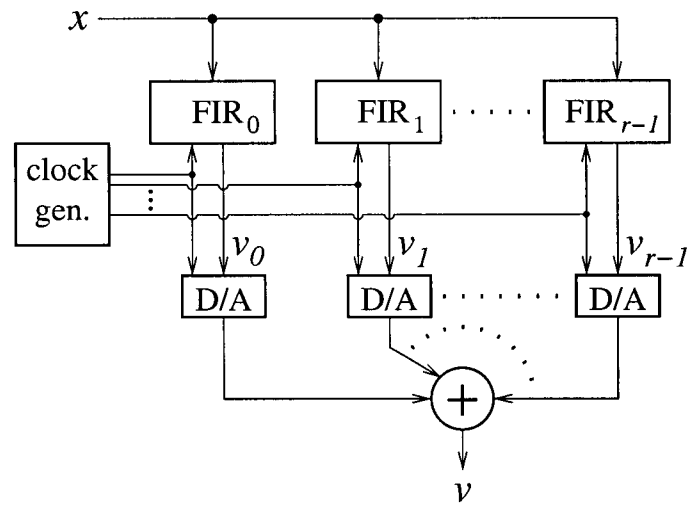 x
FIR0 FIR1 FIRr-1
clock
gen.
v0 v1 vr-1
D/A D/A D/A
+
v